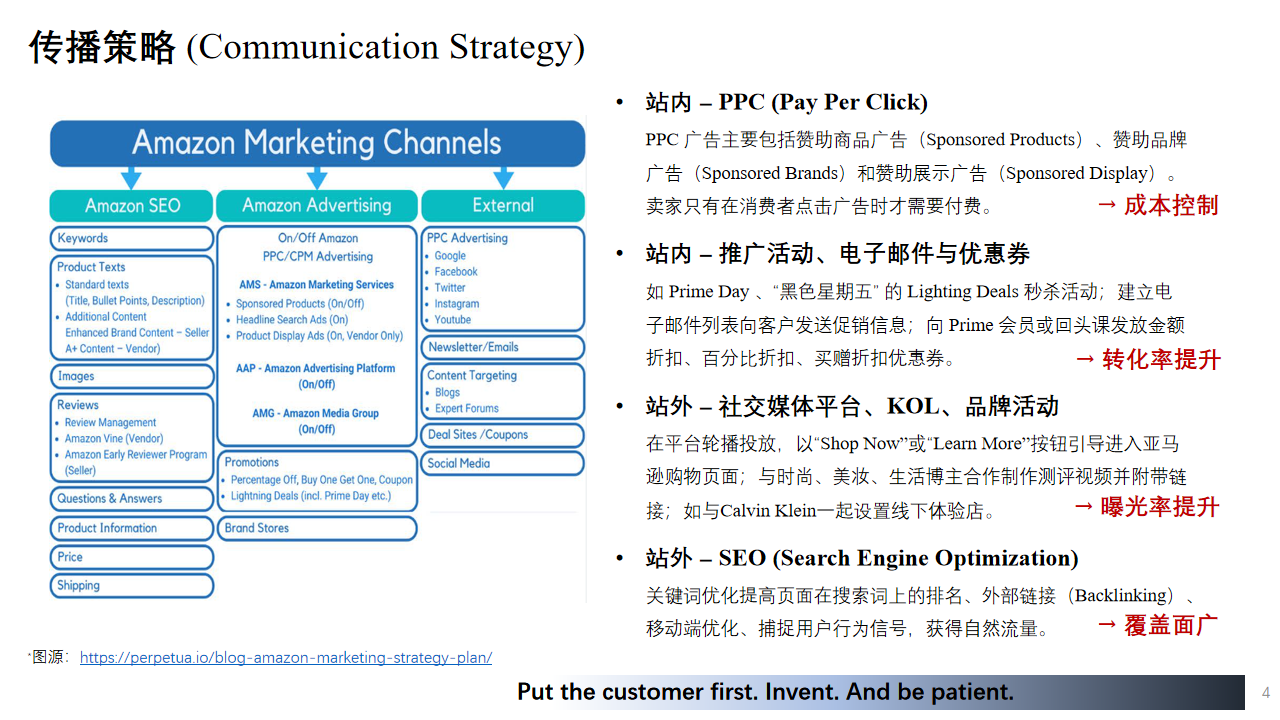 传播策略 (Communication Strategy)
Amazon Marketing Channels
Amazon SEO
Keywords
Product Texts
• Standard texts
(Title, Bullet Points, Description)
• Additional Content
Enhanced Brand Content – Seller
A+ Content – Vendor)
Images
Reviews
• Review Management
• Amazon Vine (Vendor)
• Amazon Early Reviewer Program
(Seller)
Questions & Answers
Product Information
Price
Shipping
Amazon Advertising
On/Off Amazon
PPC/CPM Advertising
AMS - Amazon Marketing Services
• Sponsored Products (On/Off)
• Headline Search Ads (On)
• Product Display Ads (On, Vendor Only)
AAP - Amazon Advertising Platform
(On/Off)
AMG - Amazon Media Group
(On/Off)
Promotions
• Percentage Off, Buy One Get One, Coupon
• Lightning Deals (incl. Prime Day etc.)
Brand Stores
External
PPC Advertising
• Google
• Facebook
• Twitter
• Instagram
• Youtube
Newsletter/Emails
Content Targeting
• Blogs
• Expert Forums
Deal Sites /Coupons
Social Media
*图源：https://perpetua.io/blog-amazon-marketing-strategy-plan/
• 站内 – PPC (Pay Per Click)
PPC 广告主要包括赞助商品广告（Sponsored Products）、赞助品牌
广告（Sponsored Brands）和赞助展示广告（Sponsored Display）。
卖家只有在消费者点击广告时才需要付费。 → 成本控制
• 站内 – 推广活动、电子邮件与优惠券
如 Prime Day 、“黑色星期五” 的 Lighting Deals 秒杀活动；建立电
子邮件列表向客户发送促销信息；向 Prime 会员或回头课发放金额
折扣、百分比折扣、买赠折扣优惠券。 → 转化率提升
• 站外 – 社交媒体平台、KOL、品牌活动
在平台轮播投放，以“Shop Now”或“Learn More”按钮引导进入亚马
逊购物页面；与时尚、美妆、生活博主合作制作测评视频并附带链
接；如与Calvin Klein一起设置线下体验店。 → 曝光率提升
• 站外 – SEO (Search Engine Optimization)
关键词优化提高页面在搜索词上的排名、外部链接（Backlinking）、
移动端优化、捕捉用户行为信号，获得自然流量。 → 覆盖面广
Put the customer first. Invent. And be patient.
4